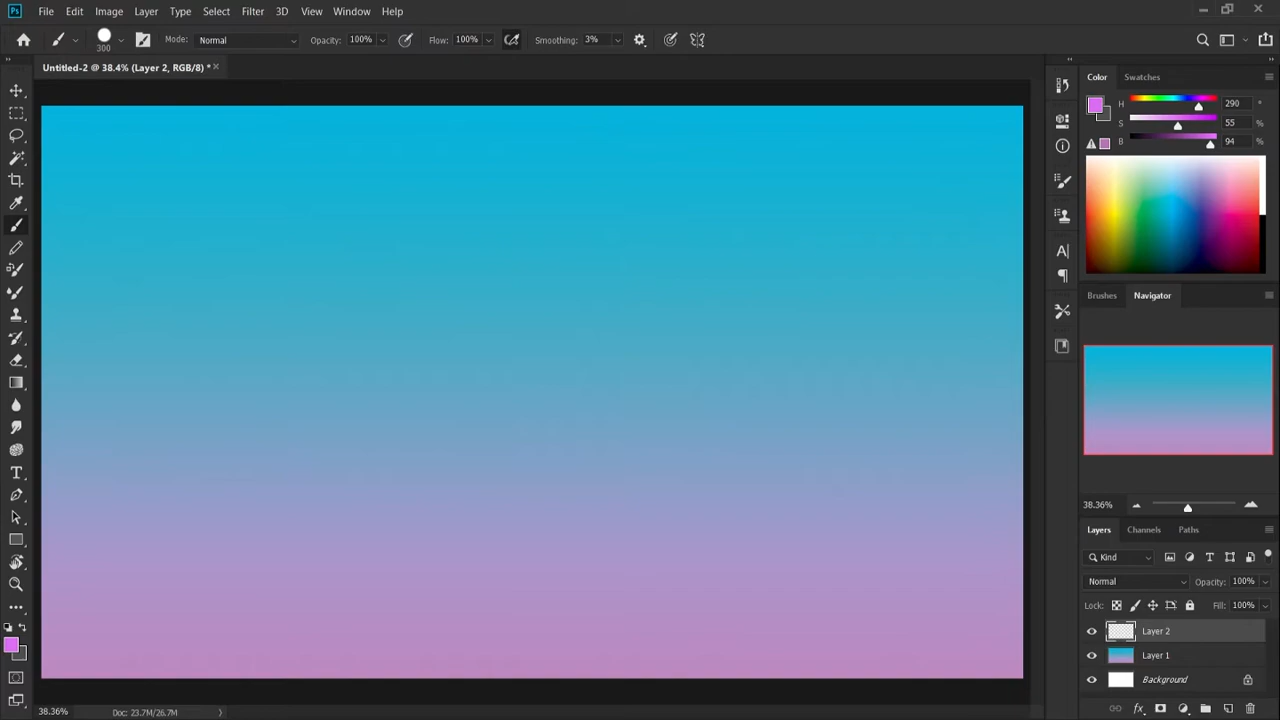 Ps File Edit Image Layer Type Select Filter 3D View Window Help
300 Mode: Normal Opacity: 100% Flow: 100% Smoothing: 3%
Untitled-2 @ 38.4% (Layer 2, RGB/8) *
Color Swatches
H 290 °
S 55 %
B 94 %
Brushes Navigator
38.36%
Layers Channels Paths
Kind
Normal Opacity: 100%
Lock: Fill: 100%
Layer 2
Layer 1
Background
38.36% Doc: 23.7M/26.7M